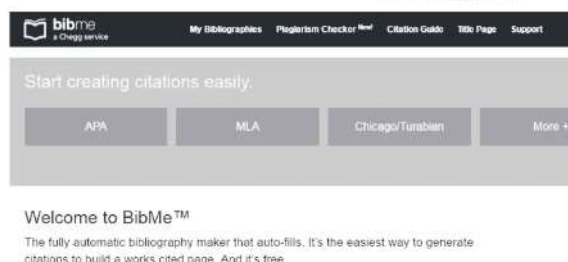 bibme
a Chegg service
My Bibliographies Plagiarism Checker New! Citation Guide Title Page Support
Start creating citations easily.
APA MLA Chicago/Turabian More +
Welcome to BibMe™
The fully automatic bibliography maker that auto-fills. It's the easiest way to generate
citations to build a works cited page. And it's free